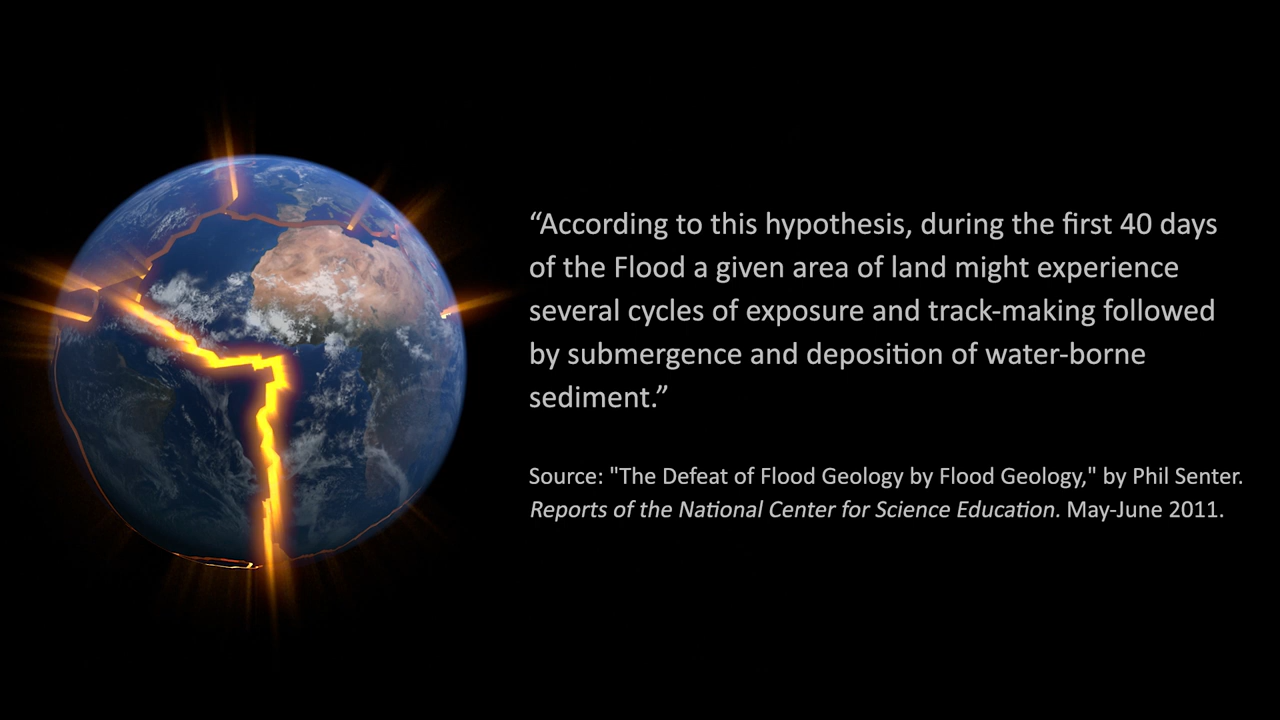 “According to this hypothesis, during the first 40 days
of the Flood a given area of land might experience
several cycles of exposure and track-making followed
by submergence and deposition of water-borne
sediment.”
Source: "The Defeat of Flood Geology by Flood Geology," by Phil Senter.
Reports of the National Center for Science Education. May-June 2011.